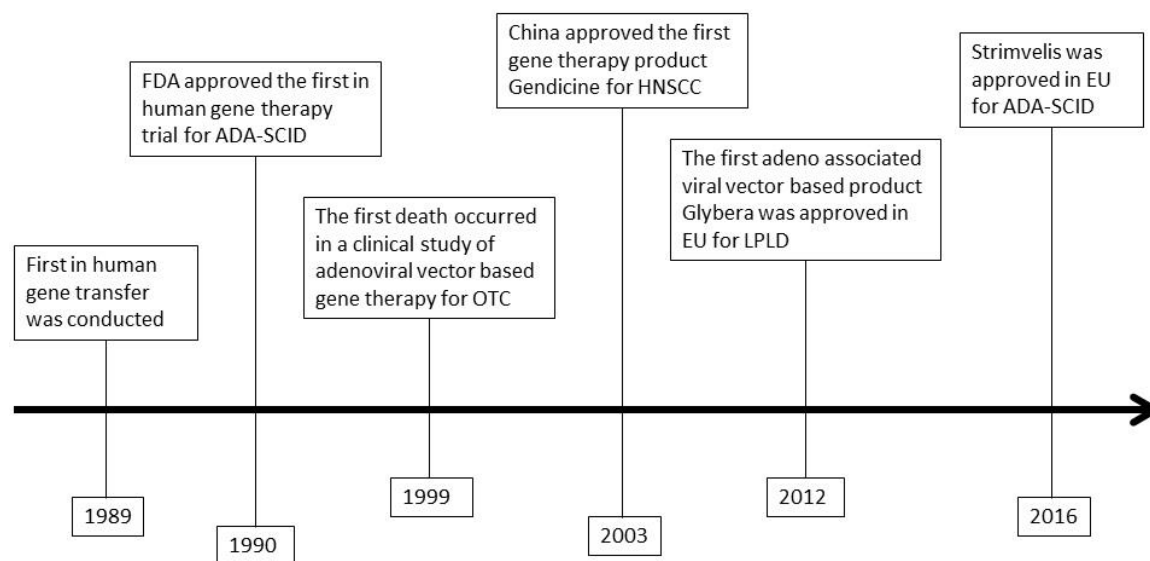 First in human
gene transfer
was conducted
FDA approved the first in
human gene therapy
trial for ADA-SCID
The first death occurred
in a clinical study of
adenoviral vector based
gene therapy for OTC
China approved the first
gene therapy product
Gendicine for HNSCC
The first adeno associated
viral vector based product
Glybera was approved in
EU for LPLD
Strimvelis was
approved in EU
for ADA-SCID
1989
1990
1999
2003
2012
2016